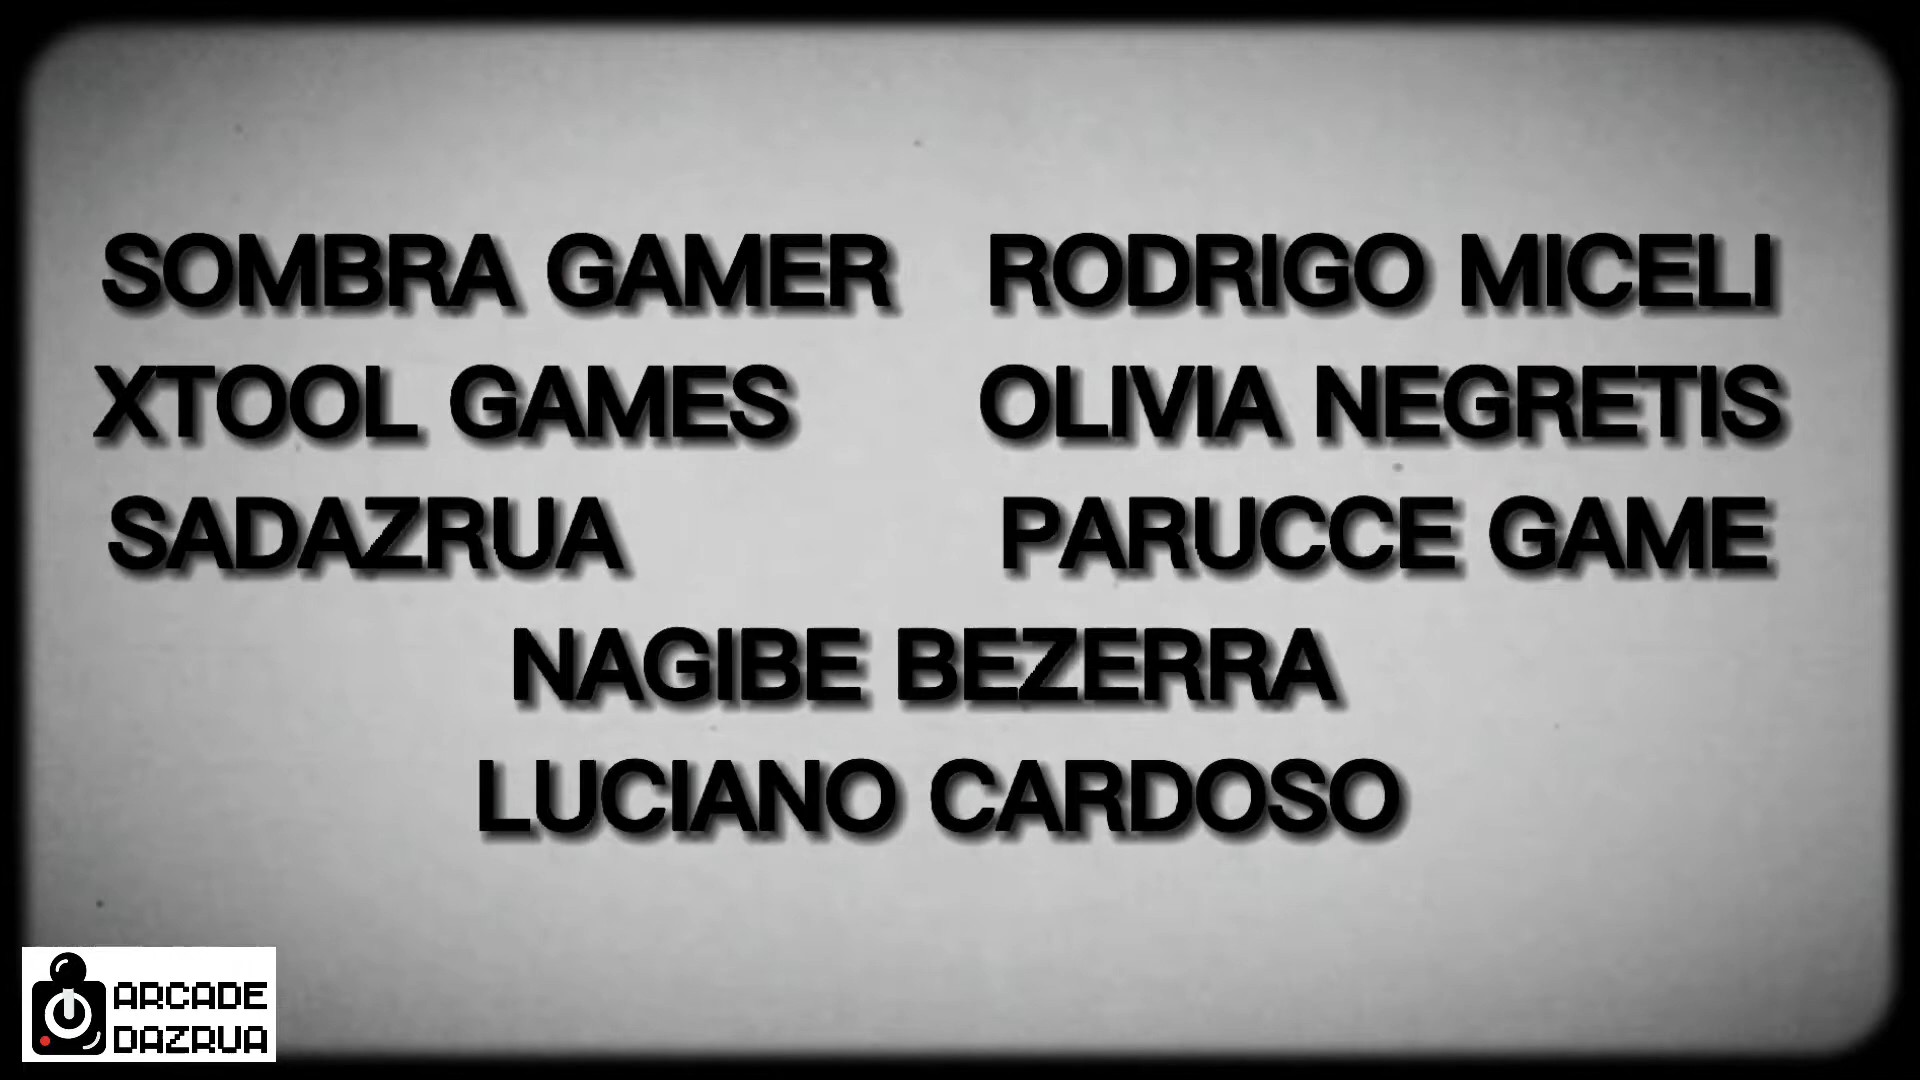 SOMBRA GAMER RODRIGO MICELI
XTOOL GAMES OLIVIA NEGRETIS
SADAZRUA PARUCCE GAME
NAGIBE BEZERRA
LUCIANO CARDOSO
ARCADE
DAZRUA